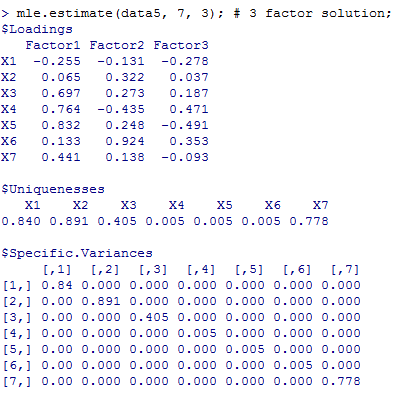 > mle.estimate(data5, 7, 3); # 3 factor solution;
$Loadings
Factor1 Factor2 Factor3
X1 -0.255 -0.131 -0.278
X2 0.065 0.322 0.037
X3 0.697 0.273 0.187
X4 0.764 -0.435 0.471
X5 0.832 0.248 -0.491
X6 0.133 0.924 0.353
X7 0.441 0.138 -0.093
$Uniquenesses
X1 X2 X3 X4 X5 X6 X7
0.840 0.891 0.405 0.005 0.005 0.005 0.778
$Specific.Variances
[,1] [,2] [,3] [,4] [,5] [,6] [,7]
[1,] 0.84 0.000 0.000 0.000 0.000 0.000 0.000
[2,] 0.00 0.891 0.000 0.000 0.000 0.000 0.000
[3,] 0.00 0.000 0.405 0.000 0.000 0.000 0.000
[4,] 0.00 0.000 0.000 0.005 0.000 0.000 0.000
[5,] 0.00 0.000 0.000 0.000 0.005 0.000 0.000
[6,] 0.00 0.000 0.000 0.000 0.000 0.005 0.000
[7,] 0.00 0.000 0.000 0.000 0.000 0.000 0.778